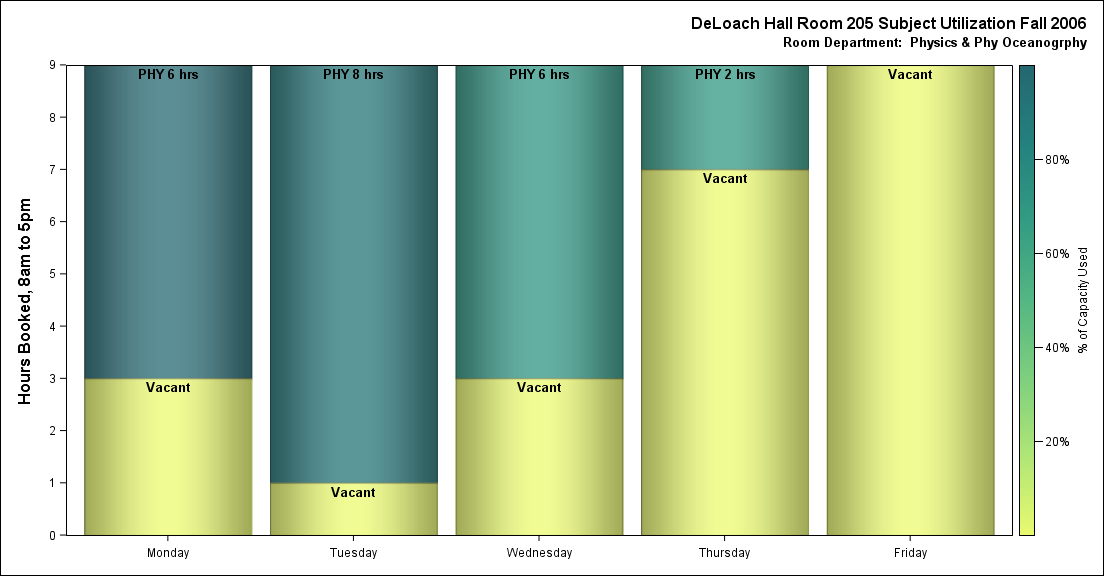 DeLoach Hall Room 205 Subject Utilization Fall 2006
Room Department:  Physics & Phy Oceanogrphy
Hours Booked, 8am to 5pm
9
8
7
6
5
4
3
2
1
0
PHY 6 hrs
Vacant
PHY 8 hrs
Vacant
PHY 6 hrs
Vacant
PHY 2 hrs
Vacant
Vacant
Monday
Tuesday
Wednesday
Thursday
Friday
80%
60%
40%
20%
% of Capacity Used